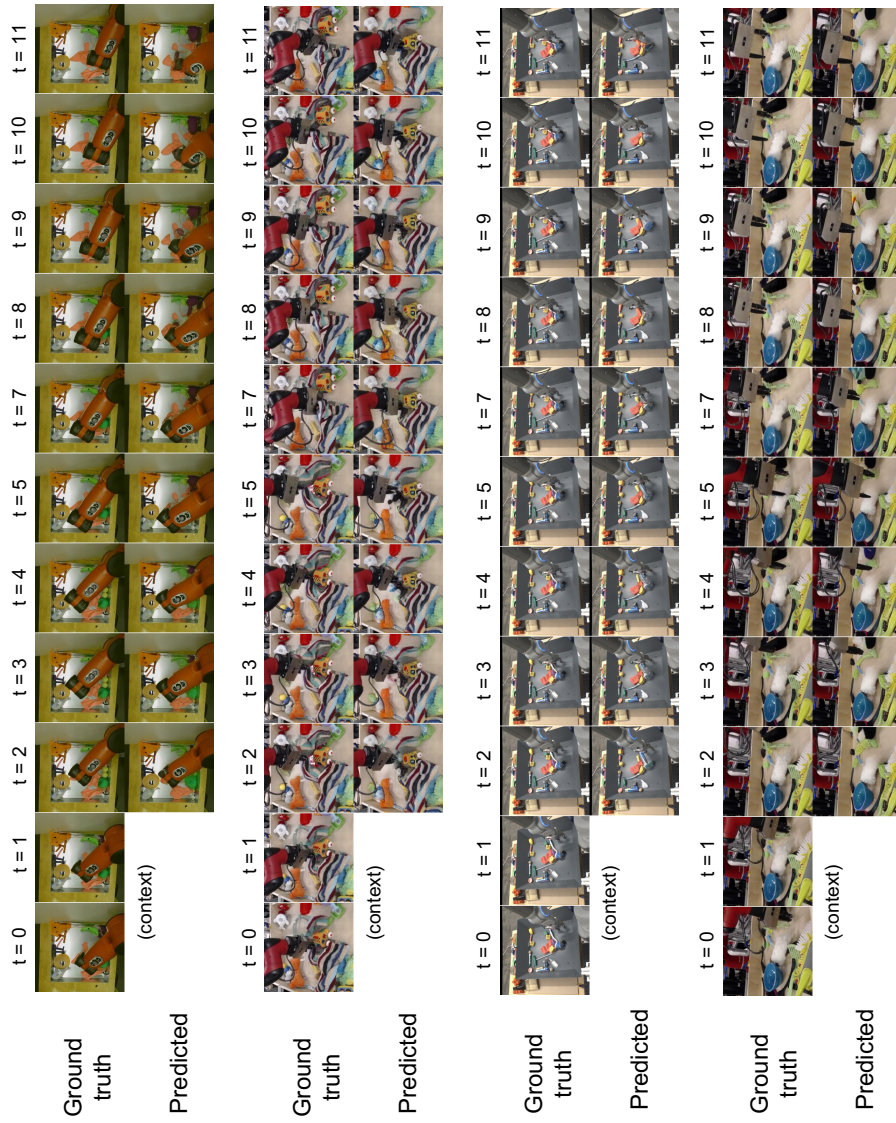 t = 0 t = 1 t = 2 t = 3 t = 4 t = 5 t = 7 t = 8 t = 9 t = 10 t = 11
Ground
truth
Predicted
(context)
t = 0 t = 1 t = 2 t = 3 t = 4 t = 5 t = 7 t = 8 t = 9 t = 10 t = 11
Ground
truth
Predicted
(context)
t = 0 t = 1 t = 2 t = 3 t = 4 t = 5 t = 7 t = 8 t = 9 t = 10 t = 11
Ground
truth
Predicted
(context)
t = 0 t = 1 t = 2 t = 3 t = 4 t = 5 t = 7 t = 8 t = 9 t = 10 t = 11
Ground
truth
Predicted
(context)